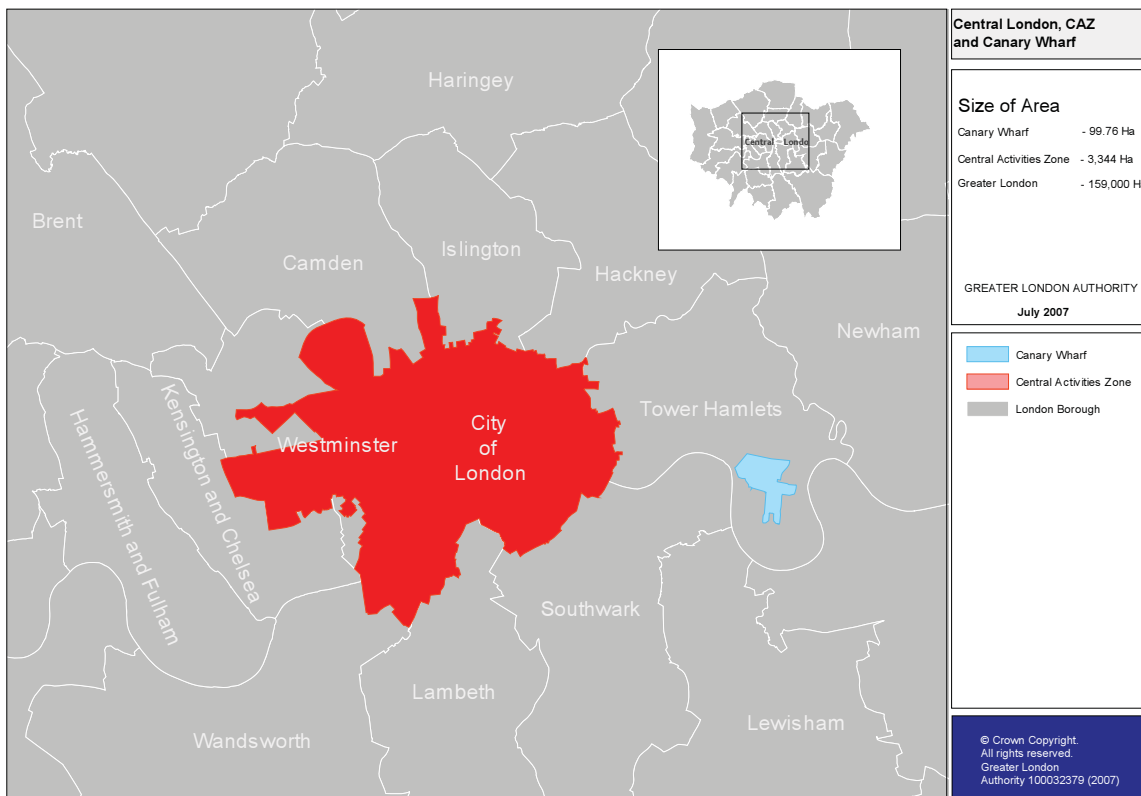 Central London, CAZ
and Canary Wharf
Size of Area
Canary Wharf - 99.76 Ha
Central Activities Zone - 3,344 Ha
Greater London - 159,000 H
GREATER LONDON AUTHORITY
July 2007
Canary Wharf
Central Activities Zone
London Borough
© Crown Copyright.
All rights reserved.
Greater London
Authority 100032379 (2007)
Haringey
Central Londo
Brent
Camden
Islington
Hackney
Newham
Hammersmith and Fulham
Kensington and Chelsea
Westminster
City
of
London
Tower Hamlets
Southwark
Lambeth
Wandsworth
Lewisham